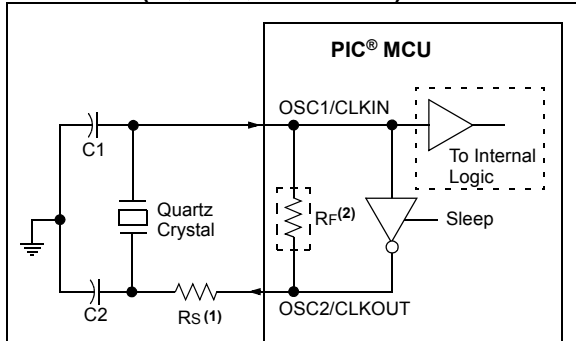 PIC® MCU
OSC1/CLKIN
C1
To Internal
Logic
Quartz
Crystal
RF(2)
Sleep
C2
RS(1)
OSC2/CLKOUT